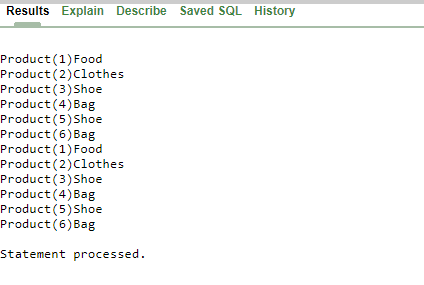 Results Explain Describe Saved SQL History
Product(1)Food
Product(2)Clothes
Product(3)Shoe
Product(4)Bag
Product(5)Shoe
Product(6)Bag
Product(1)Food
Product(2)Clothes
Product(3)Shoe
Product(4)Bag
Product(5)Shoe
Product(6)Bag
Statement processed.